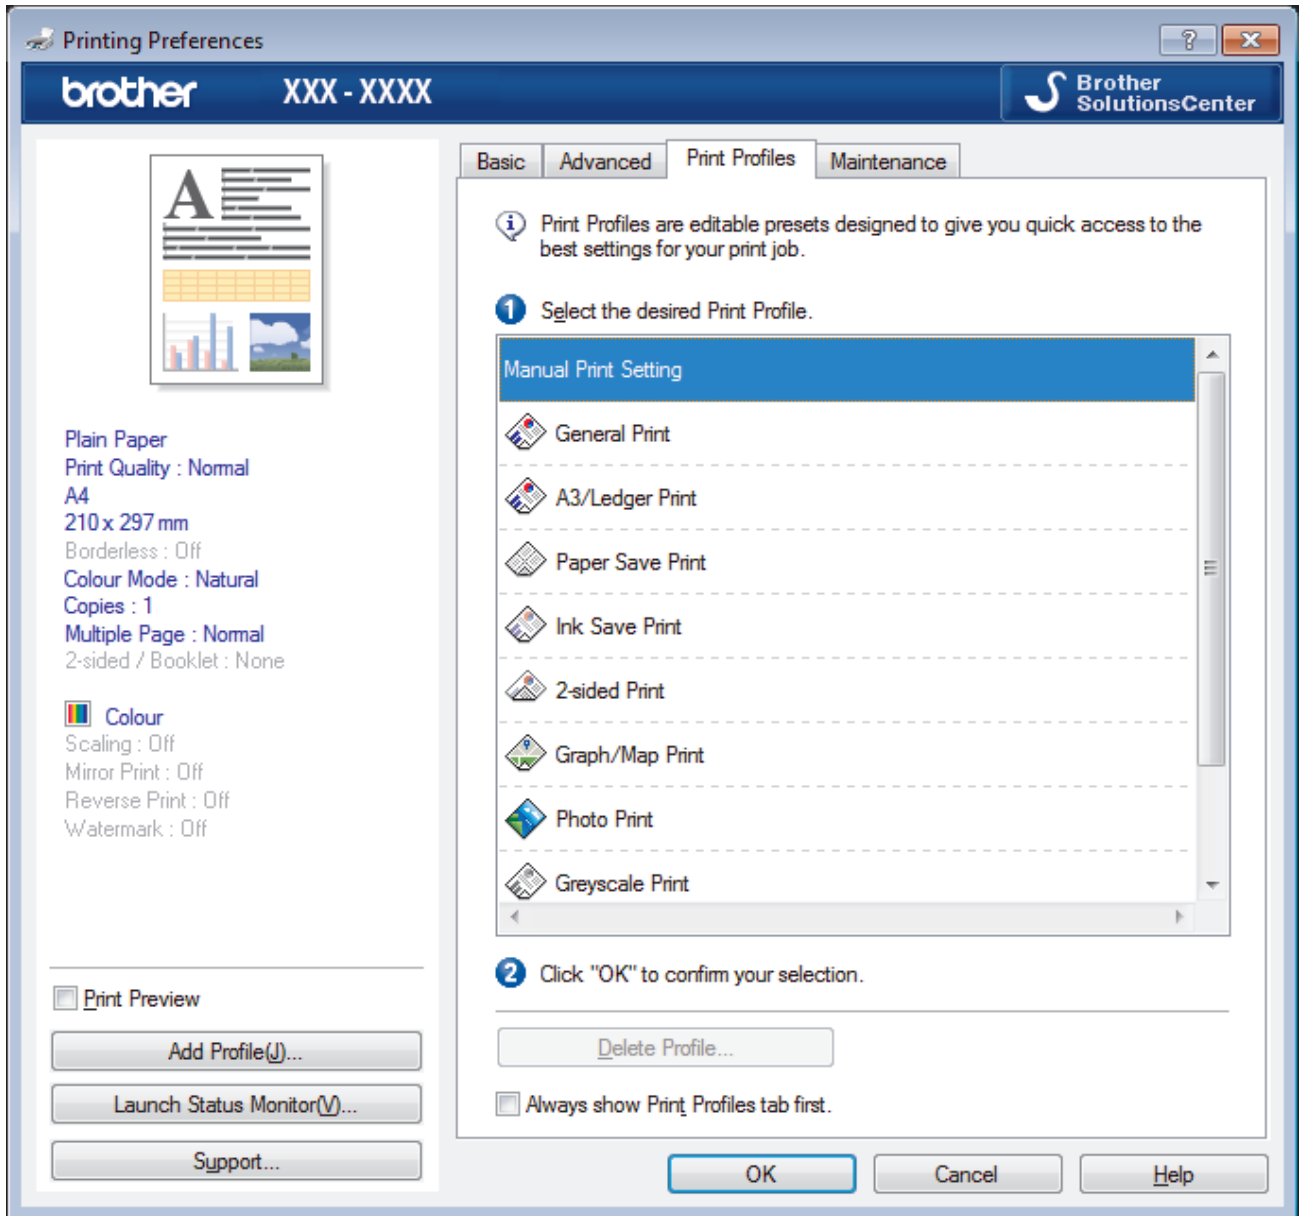 Printing Preferences
brother XXX - XXXX
Brother
SolutionsCenter
Basic Advanced Print Profiles Maintenance
A
Print Profiles are editable presets designed to give you quick access to the
best settings for your print job.
1 Select the desired Print Profile.
Manual Print Setting
General Print
A3/Ledger Print
Paper Save Print
Ink Save Print
2-sided Print
Graph/Map Print
Photo Print
Greyscale Print
2 Click "OK" to confirm your selection.
Delete Profile...
Always show Print Profiles tab first.
Plain Paper
Print Quality : Normal
A4
210 x 297 mm
Borderless : Off
Colour Mode : Natural
Copies : 1
Multiple Page : Normal
2-sided / Booklet : None
Colour
Scaling : Off
Mirror Print : Off
Reverse Print : Off
Watermark : Off
Print Preview
Add Profile(J)...
Launch Status Monitor(V)...
Support...
OK Cancel Help